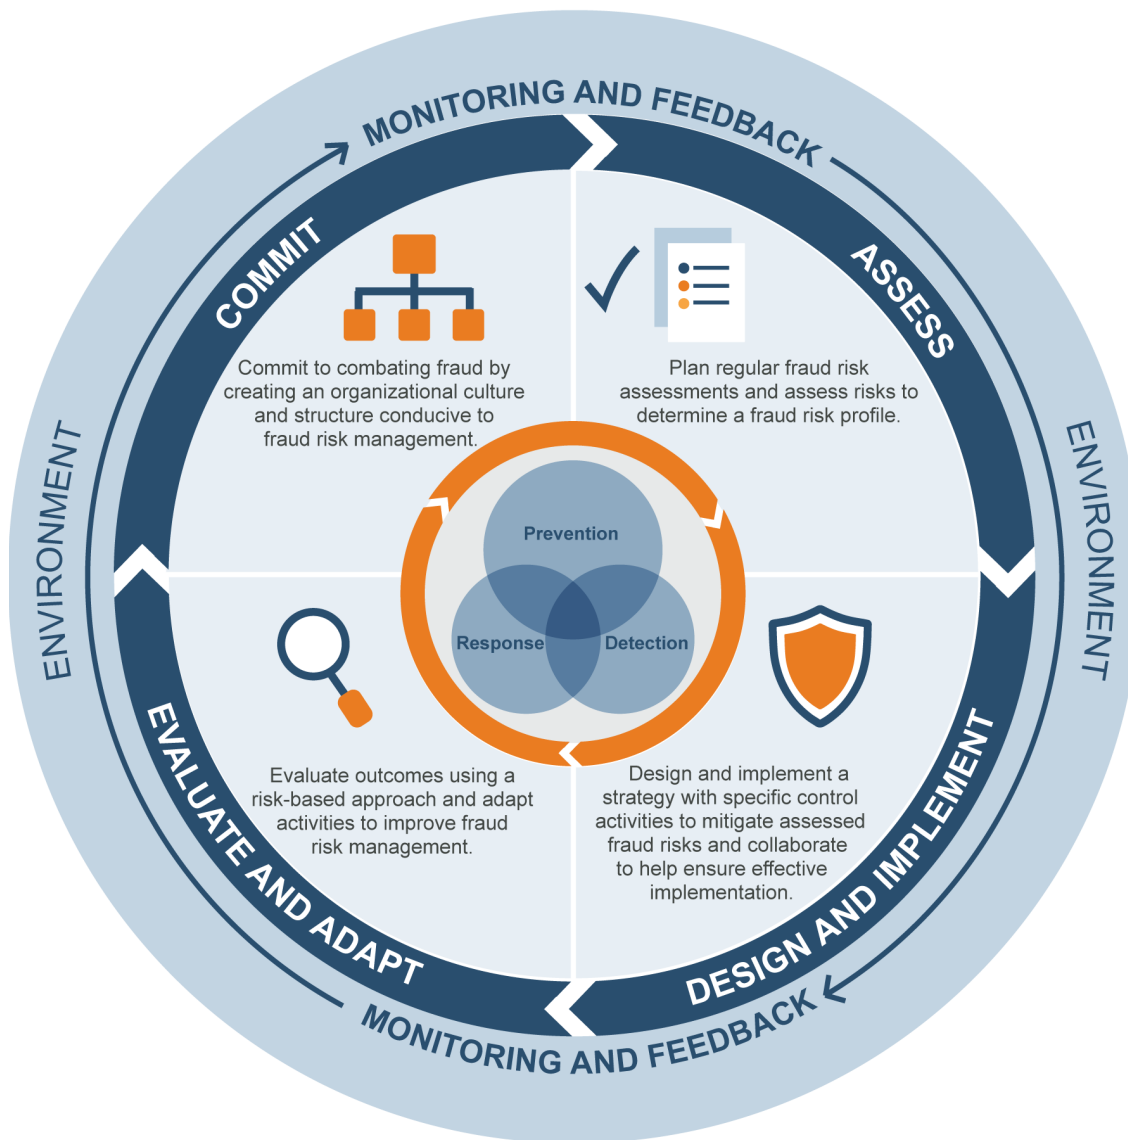 MONITORING AND FEEDBACK
COMMIT
ASSESS
Commit to combating fraud by
creating an organizational culture
and structure conducive to
fraud risk management.
Plan regular fraud risk
assessments and assess risks to
determine a fraud risk profile.
ENVIRONMENT
ENVIRONMENT
Prevention
Response
Detection
EVALUATE AND ADAPT
Evaluate outcomes using a
risk-based approach and adapt
activities to improve fraud
risk management.
Design and implement a
strategy with specific control
activities to mitigate assessed
fraud risks and collaborate
to help ensure effective
implementation.
DESIGN AND IMPLEMENT
MONITORING AND FEEDBACK